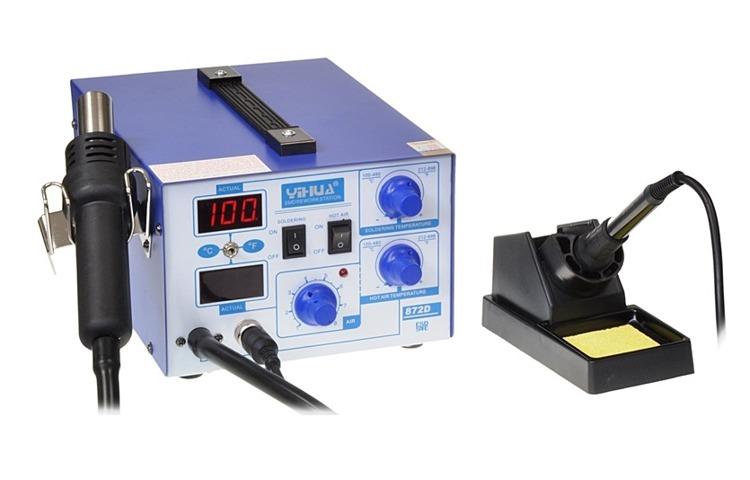 ACTUAL
100.
YIHUA®
SMD REWORK STATION
SOLDERING
HOT AIR
ON
ON
OFF
OFF
°C
°F
ACTUAL
AIR
100-480
°C
212-896
°F
SOLDERING TEMPERATURE
100-480
°C
212-896
°F
HOT AIR TEMPERATURE
872D